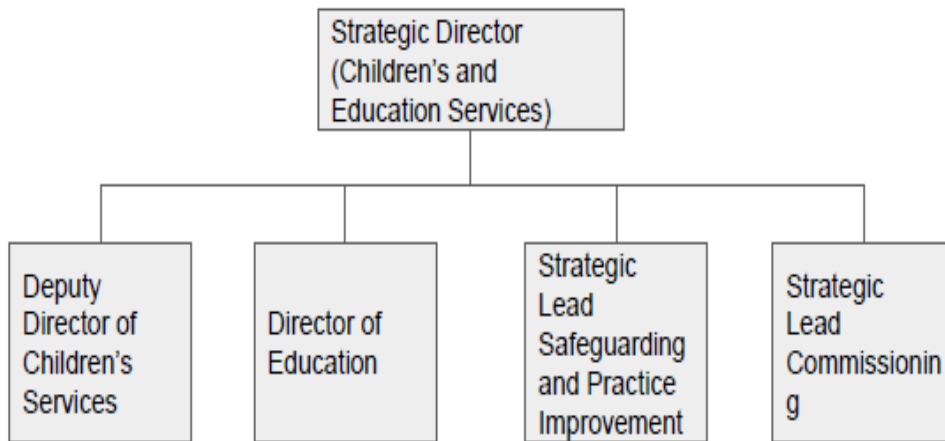 Strategic Director
(Children's and
Education Services)
Deputy
Director of
Children's
Services
Director of
Education
Strategic
Lead
Safeguarding
and Practice
Improvement
Strategic
Lead
Commissionin
g